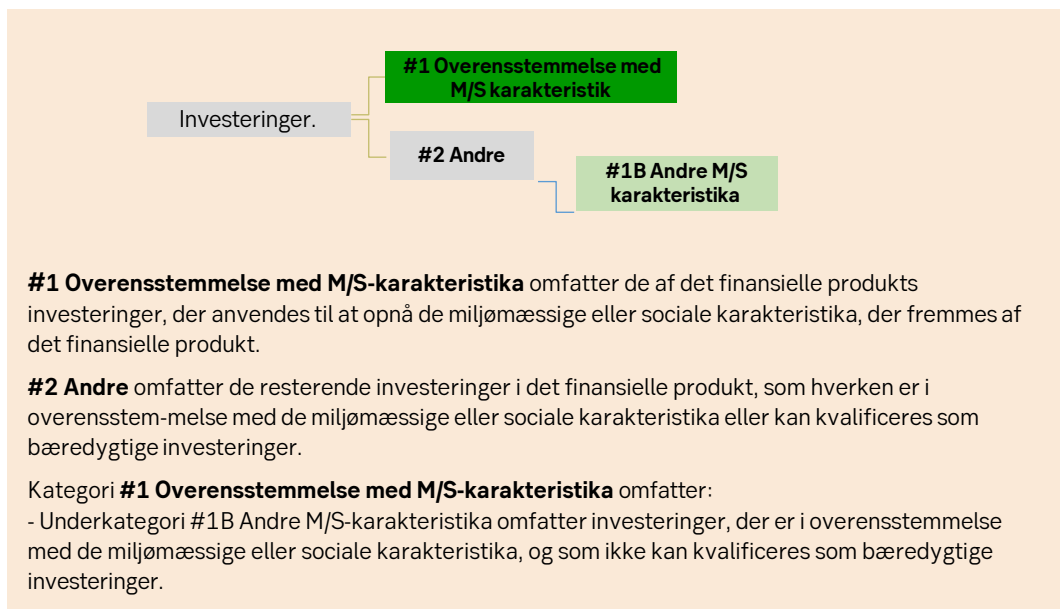 #1 Overensstemmelse med
M/S karakteristik
Investeringer.
#2 Andre
#1B Andre M/S
karakteristika
#1 Overensstemmelse med M/S-karakteristika omfatter de af det finansielle produkts
investeringer, der anvendes til at opnå de miljømæssige eller sociale karakteristika, der fremmes af
det finansielle produkt.
#2 Andre omfatter de resterende investeringer i det finansielle produkt, som hverken er i
overensstem-melse med de miljømæssige eller sociale karakteristika eller kan kvalificeres som
bæredygtige investeringer.
Kategori #1 Overensstemmelse med M/S-karakteristika omfatter:
- Underkategori #1B Andre M/S-karakteristika omfatter investeringer, der er i overensstemmelse
med de miljømæssige eller sociale karakteristika, og som ikke kan kvalificeres som bæredygtige
investeringer.